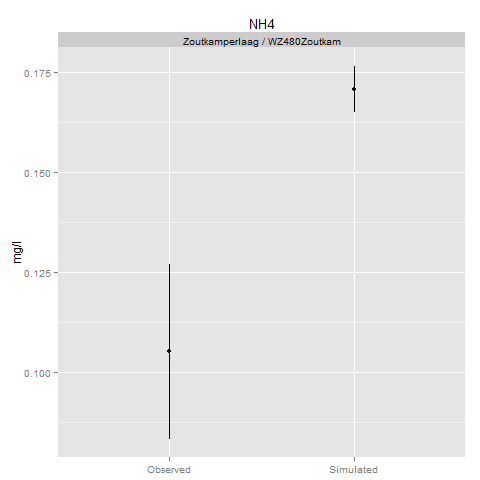 NH4
Zoutkamperlaag / WZ480Zoutkam
0.175
0.150
0.125
0.100
mg/l
Observed
Simulated